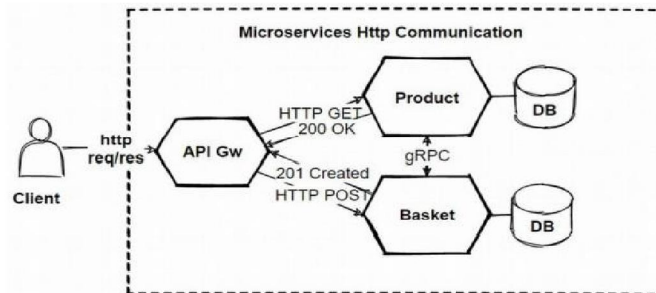 Microservices Http Communication
Product
DB
HTTP GET
200 OK
http
req/res
API Gw
gRPC
201 Created
HTTP POST
Client
Basket
DB